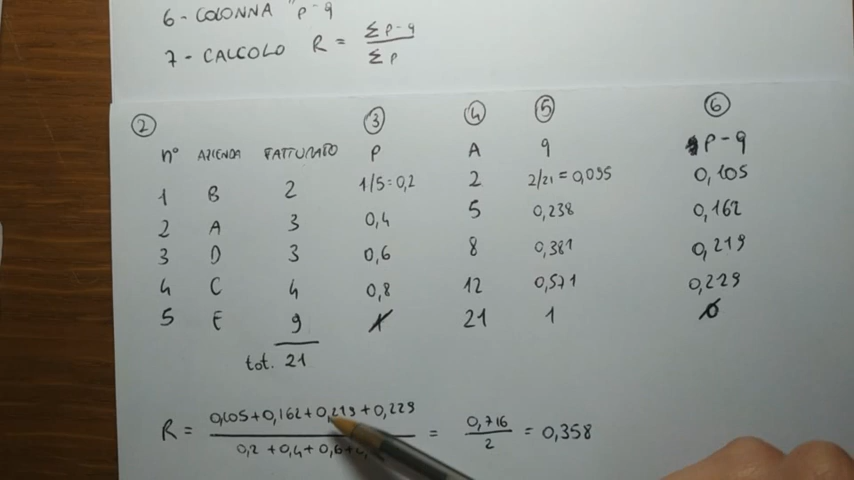 6 - COLONNA "p-q
7 - CALCOLO R = Σ p-q / Σ p
② ③ ④ ⑤ ⑥
n° AZIENDA FATTURATO P A q p-q
1 B 2 1/5=0,2 2 2/21=0,095 0,105
2 A 3 0,4 5 0,238 0,162
3 D 3 0,6 8 0,381 0,219
4 C 4 0,8 12 0,571 0,229
5 E 9 1 21 1 0
tot. 21
0,105+0,162+0,219+0,229
R = = 0,716 / 2 = 0,358
0,2+0,4+0,6+